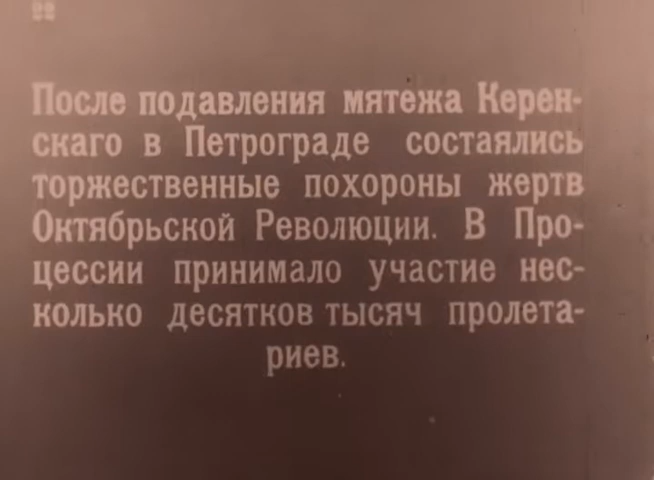 После подавления мятежа Керен-
скаго в Петрограде состаялись
торжественные похороны жертв
Октябрьской Революции. В Про-
цессии принимало участие нес-
колько десятков тысяч пролета-
риев.